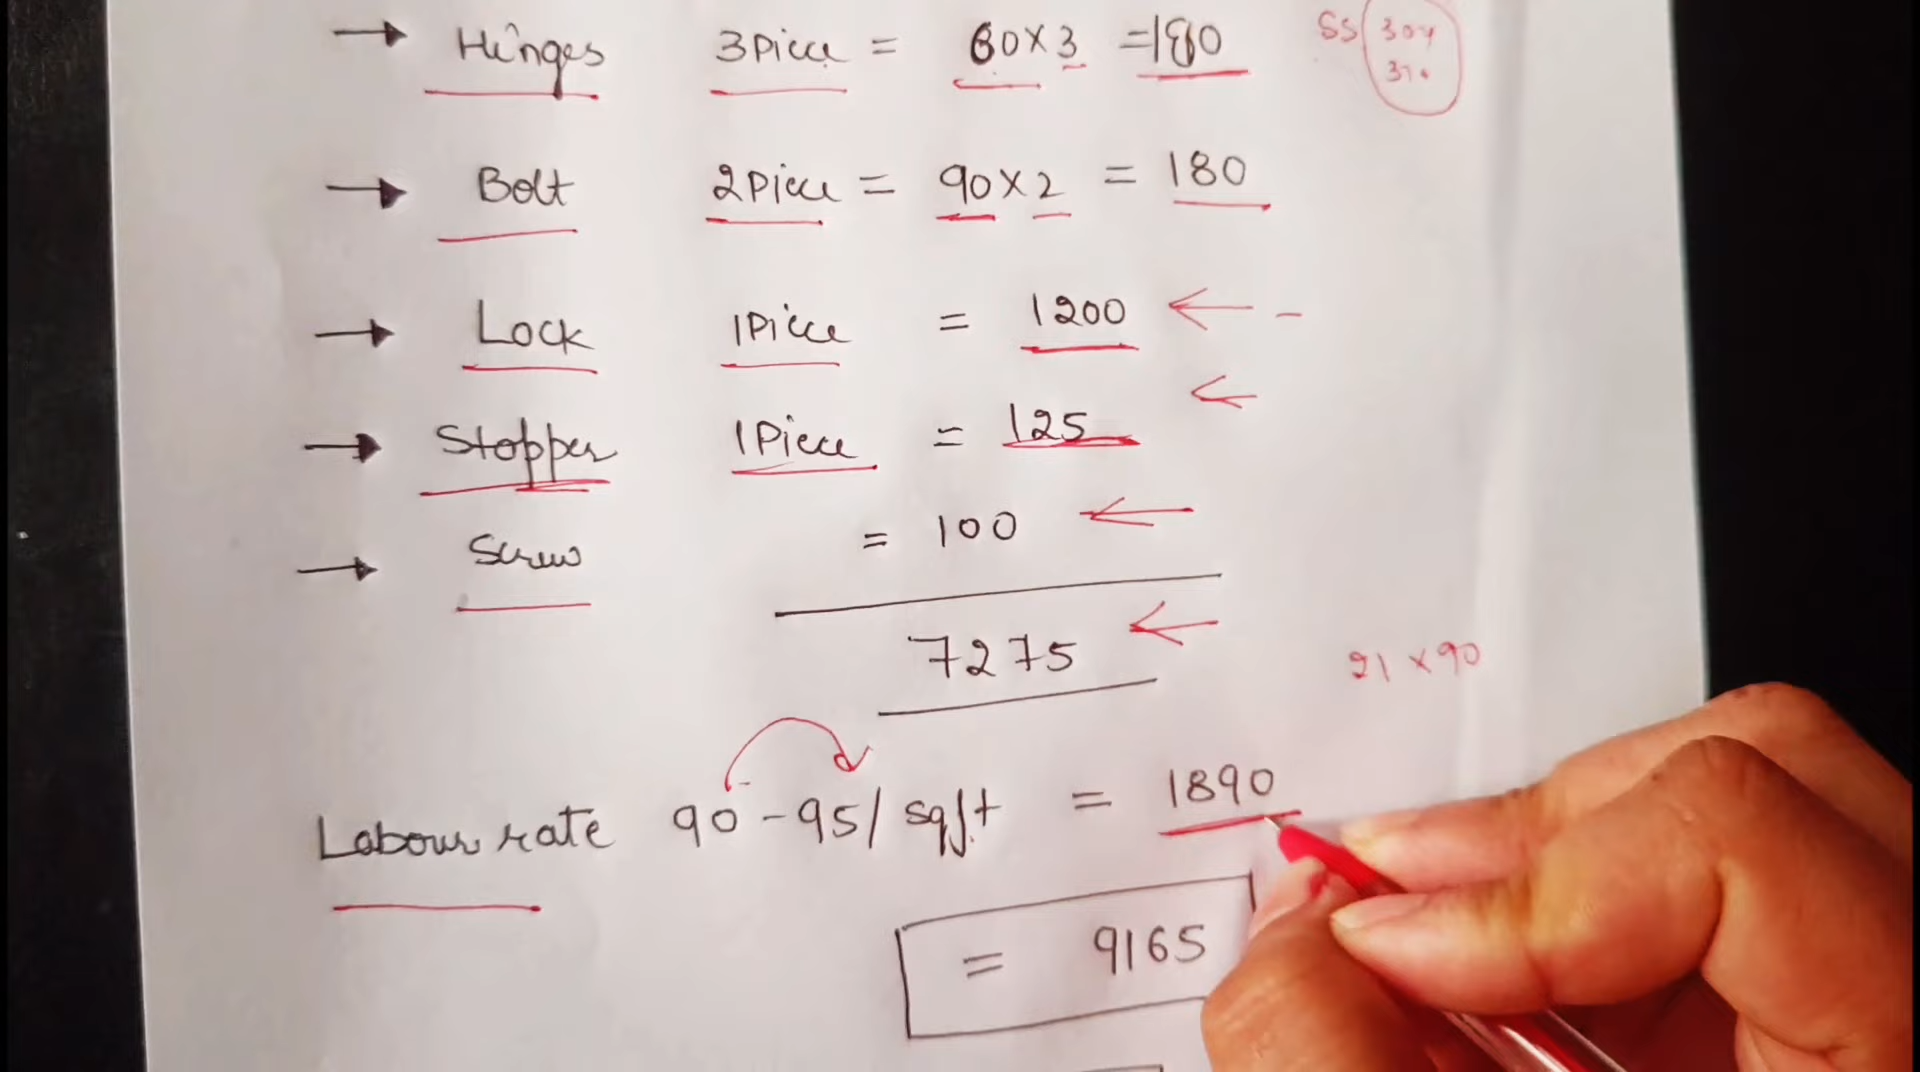 → Hinges 3Piece = 60×3 = 180
SS 304
→ Bolt 2Piece = 90×2 = 180
→ Lock 1Piece = 1200 ← -
→ Stopper 1Piece = 125 ←
→ Screw = 100 ←
7275 ←
21 × 90
Labour rate 90-95/sqft = 1890
= 9165